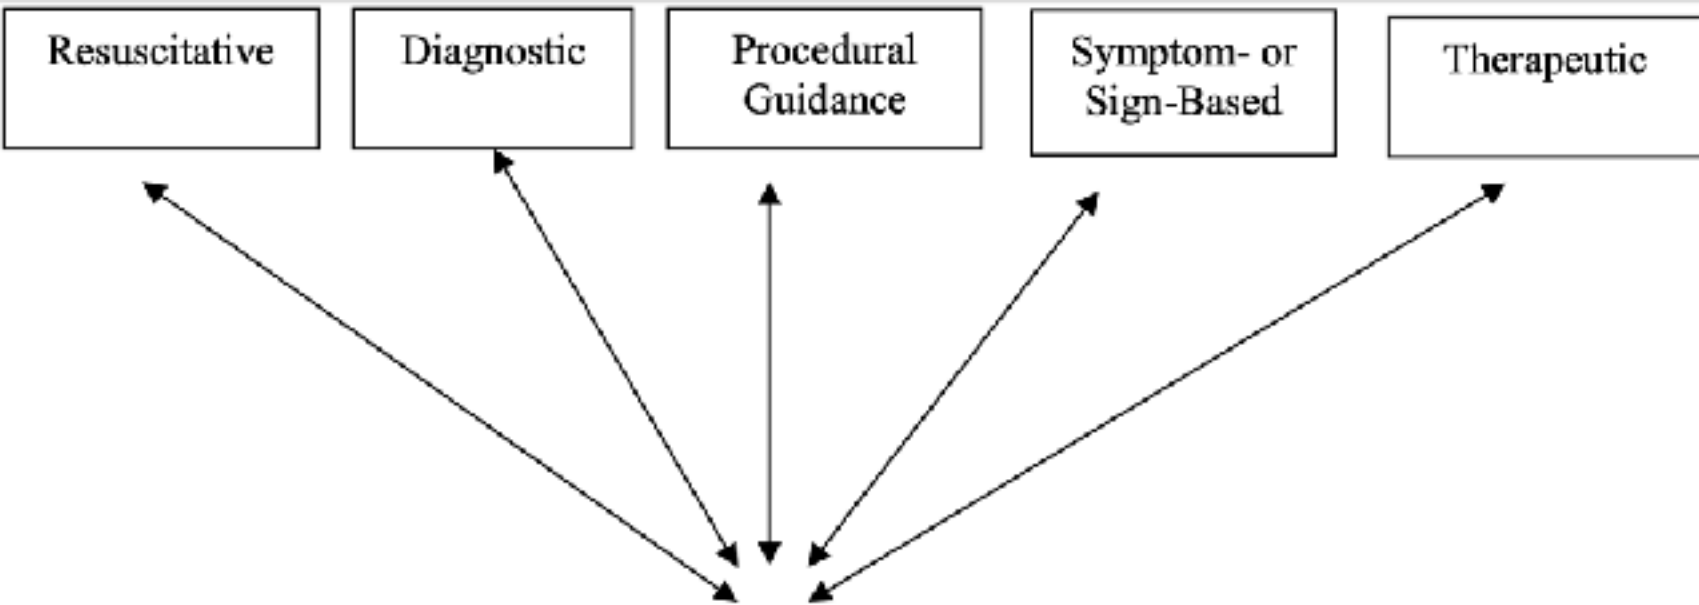 Resuscitative
Diagnostic
Procedural
Guidance
Symptom- or
Sign-Based
Therapeutic